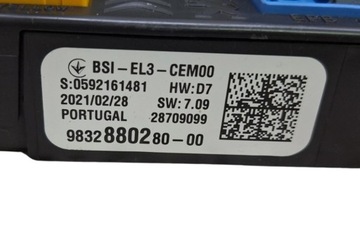 BSI-EL3-CEM00
S:0592161481 HW:D7
2021/02/28 SW:7.09
PORTUGAL 28709099
9832880280-00